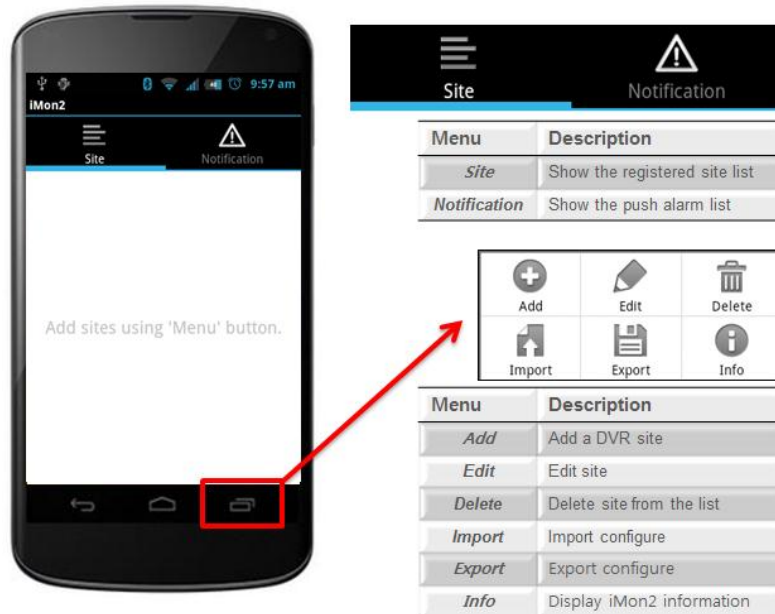 9:57 am
iMon2
Site Notification
Add sites using 'Menu' button.
Site Notification
Menu Description
Site Show the registered site list
Notification Show the push alarm list
Add Edit Delete
Import Export Info
Menu Description
Add Add a DVR site
Edit Edit site
Delete Delete site from the list
Import Import configure
Export Export configure
Info Display iMon2 information